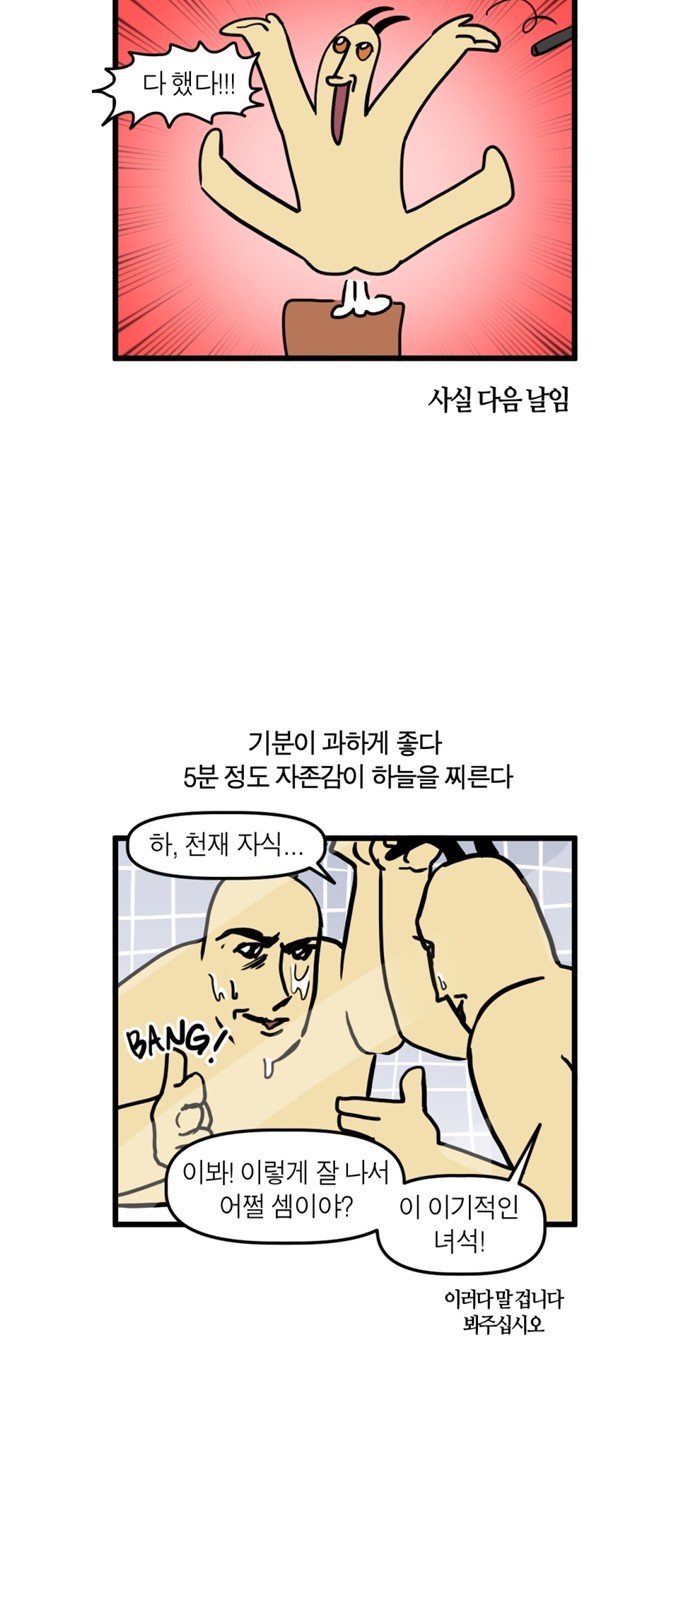 다 했다!!!
사실 다음 날임
기분이 과하게 좋다
5분 정도 자존감이 하늘을 찌른다
하, 천재 자식...
BANG!
이봐! 이렇게 잘 나서
어쩔 셈이야?
이 이기적인
녀석!
이러다 말 겁니다
봐주십시오